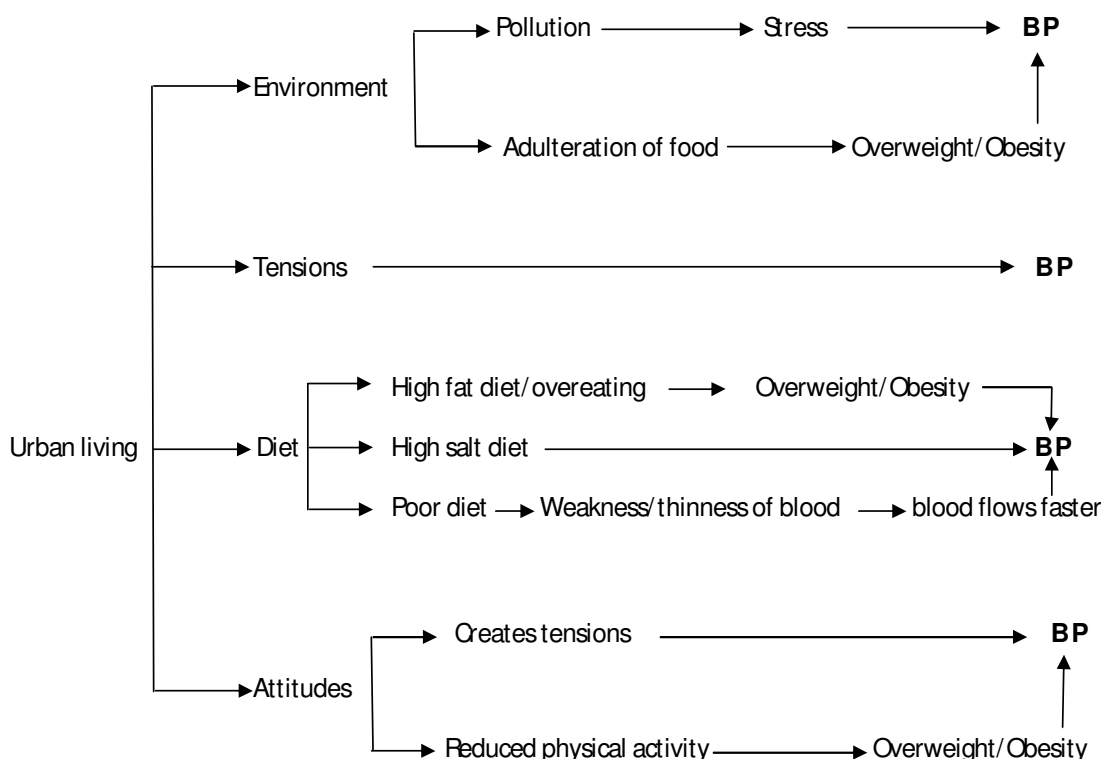 Pollution Stress BP
Environment
Adulteration of food Overweight/Obesity
Tensions BP
High fat diet/overeating Overweight/Obesity
Urban living Diet High salt diet BP
Poor diet Weakness/thinness of blood blood flows faster
Creates tensions BP
Attitudes
Reduced physical activity Overweight/Obesity